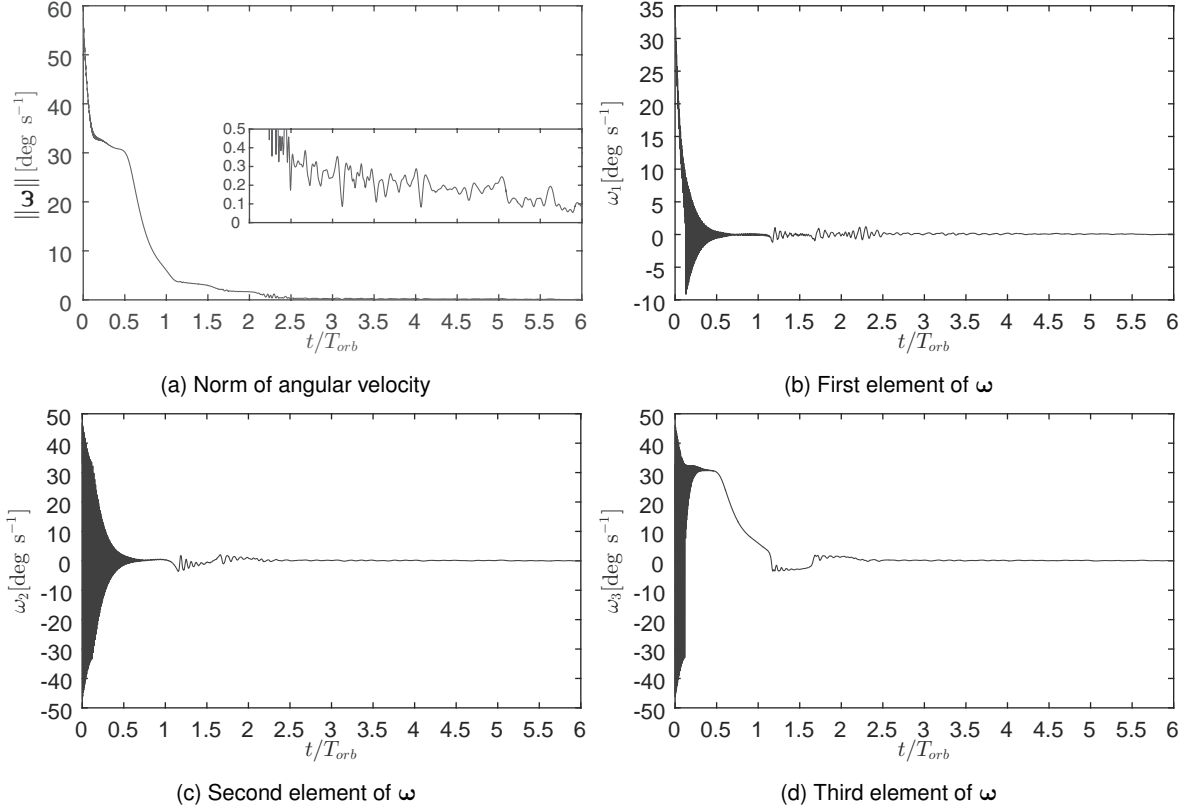 60
50
40
30
20
10
0
||ω|| [deg s⁻¹]
0.5
0.4
0.3
0.2
0.1
0
0 0.5 1 1.5 2 2.5 3 3.5 4 4.5 5 5.5 6
t/T_orb
(a) Norm of angular velocity
35
30
25
20
15
10
5
0
-5
-10
ω₁[deg s⁻¹]
0 0.5 1 1.5 2 2.5 3 3.5 4 4.5 5 5.5 6
t/T_orb
(b) First element of ω
50
40
30
20
10
0
-10
-20
-30
-40
-50
ω₂[deg s⁻¹]
0 0.5 1 1.5 2 2.5 3 3.5 4 4.5 5 5.5 6
t/T_orb
(c) Second element of ω
50
40
30
20
10
0
-10
-20
-30
-40
-50
ω₃[deg s⁻¹]
0 0.5 1 1.5 2 2.5 3 3.5 4 4.5 5 5.5 6
t/T_orb
(d) Third element of ω